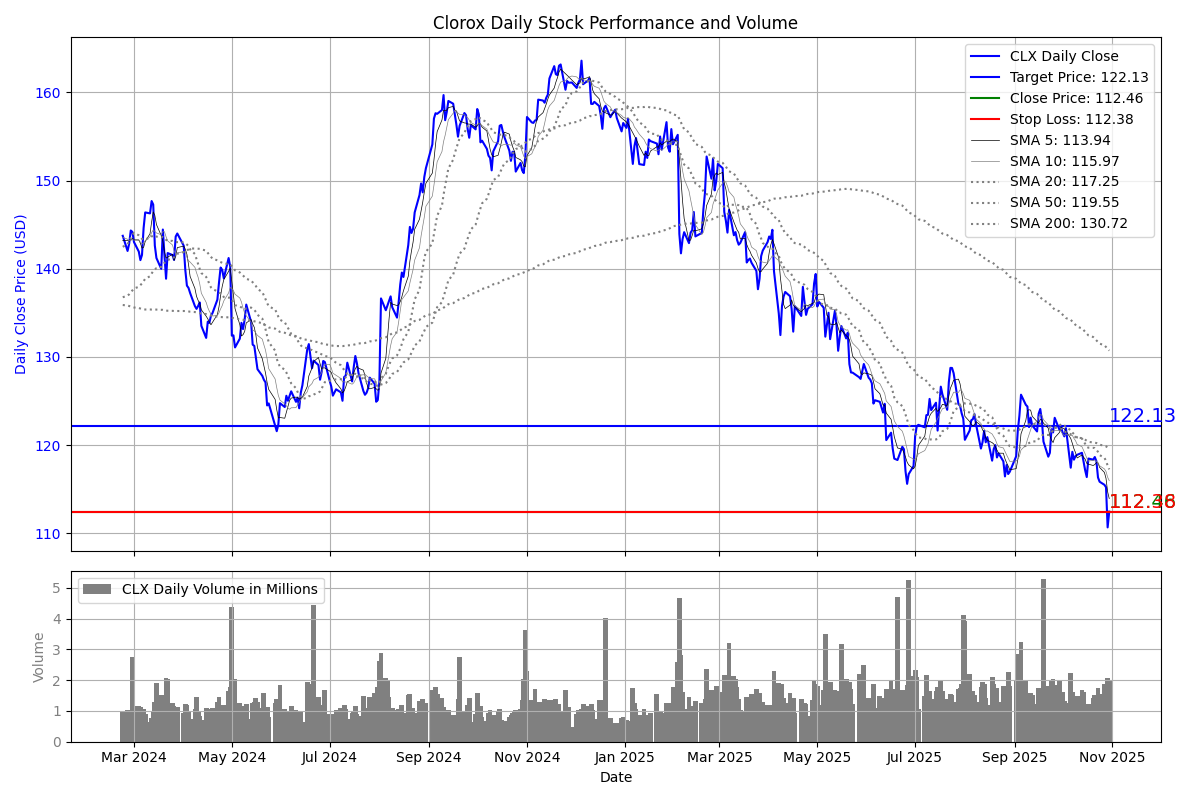 Clorox Daily Stock Performance and Volume
Daily Close Price (USD)
160
150
140
130
120
110
CLX Daily Close
Target Price: 122.13
Close Price: 112.46
Stop Loss: 112.38
SMA 5: 113.94
SMA 10: 115.97
SMA 20: 117.25
SMA 50: 119.55
SMA 200: 130.72
122.13
112.38
Volume
5
4
3
2
1
0
CLX Daily Volume in Millions
Mar 2024 May 2024 Jul 2024 Sep 2024 Nov 2024 Jan 2025 Mar 2025 May 2025 Jul 2025 Sep 2025 Nov 2025
Date